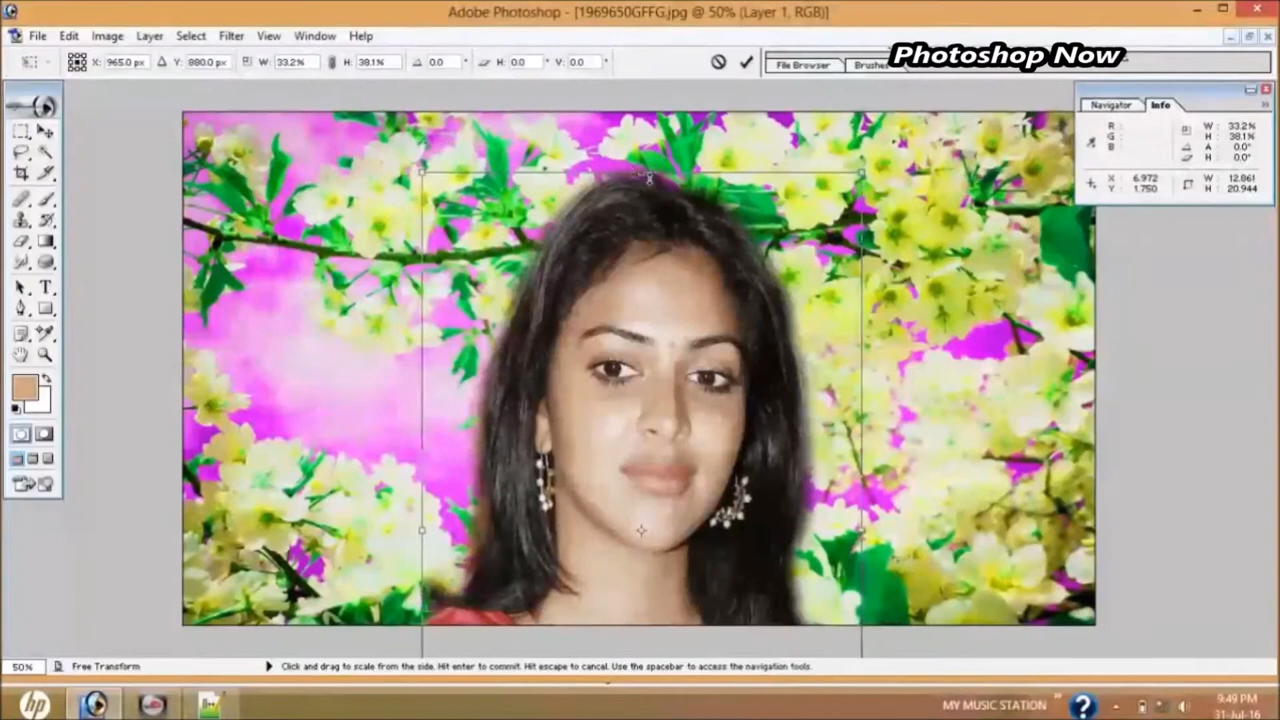 Adobe Photoshop - [1969650GFFG.jpg @ 50% (Layer 1, RGB)]
File Edit Image Layer Select Filter View Window Help
X: 965.0 px Y: 880.0 px W: 33.2% H: 38.1% 0.0 H: 0.0 V: 0.0
File Browser Brushes
Photoshop Now
Navigator Info
R : W : 33.2%
G : H : 38.1%
B : A : 0.0°
H : 0.0°
X : 6.972 W : 12.861
Y : 1.750 H : 20.944
T
50% Free Transform Click and drag to scale from the side. Hit enter to commit. Hit escape to cancel. Use the spacebar to access the navigation tools.
hp MY MUSIC STATION » ? 9:49 PM
31-Jul-16